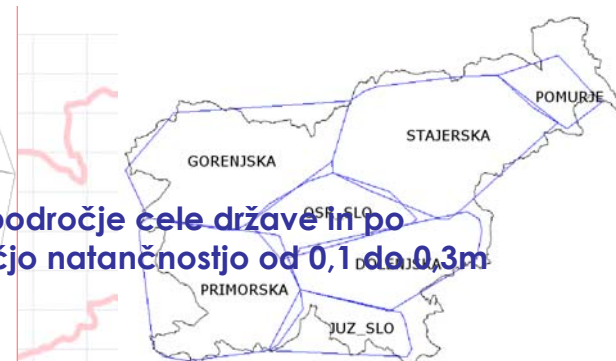 POMURJE
STAJERSKA
GORENJSKA
OSR_SLO
področje cele države in po
čjo natančnostjo od 0,1 do 0,3m
DOLENJSKA
PRIMORSKA
JUZ_SLO